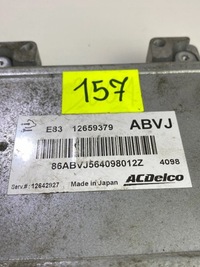 157
E83 12659379 ABVJ
86ABVJ564098012Z 4098
Serv.#: 12642927 Made in Japan ACDelco